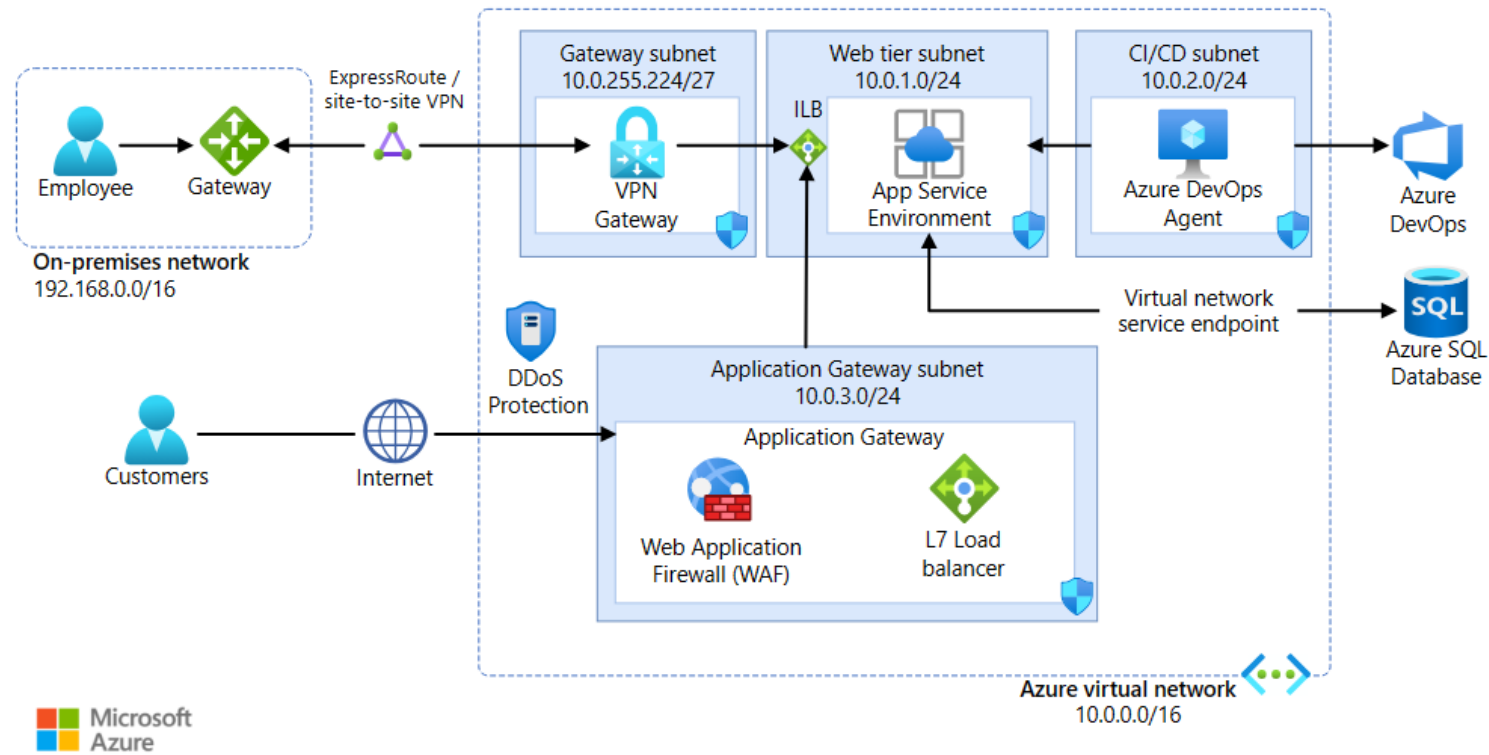 Gateway subnet
10.0.255.224/27
Web tier subnet
10.0.1.0/24
CI/CD subnet
10.0.2.0/24
ExpressRoute /
site-to-site VPN
ILB
Employee
Gateway
VPN
Gateway
App Service
Environment
Azure DevOps
Agent
Azure
DevOps
On-premises network
192.168.0.0/16
Virtual network
service endpoint
SQL
Azure SQL
Database
DDoS
Protection
Application Gateway subnet
10.0.3.0/24
Application Gateway
Customers
Internet
Web Application
Firewall (WAF)
L7 Load
balancer
Azure virtual network
10.0.0.0/16
Microsoft
Azure